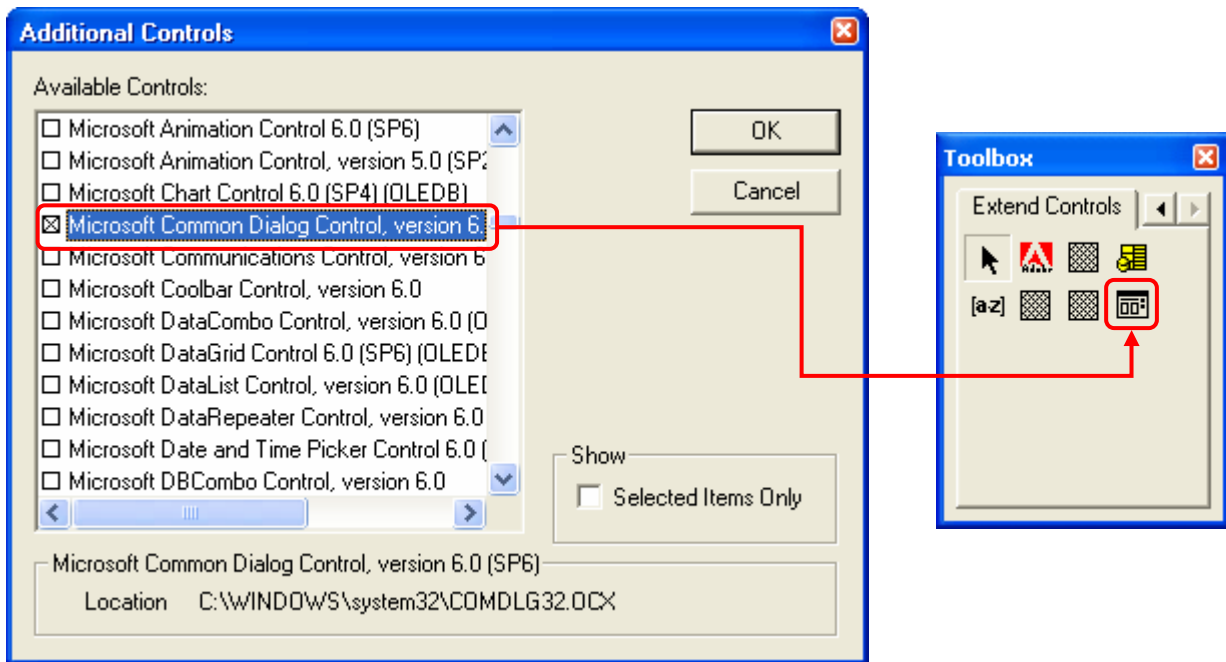 Additional Controls
Available Controls:
Microsoft Animation Control 6.0 (SP6)
Microsoft Animation Control, version 5.0 (SP2
Microsoft Chart Control 6.0 (SP4) (OLEDB)
Microsoft Common Dialog Control, version 6.
Microsoft Communications Control, version 6
Microsoft Coolbar Control, version 6.0
Microsoft DataCombo Control, version 6.0 (O
Microsoft DataGrid Control 6.0 (SP6) (OLEDB
Microsoft DataList Control, version 6.0 (OLED
Microsoft DataRepeater Control, version 6.0
Microsoft Date and Time Picker Control 6.0 (
Microsoft DBCombo Control, version 6.0
OK
Cancel
Show
Selected Items Only
Microsoft Common Dialog Control, version 6.0 (SP6)
Location C:\WINDOWS\system32\COMDLG32.OCX
Toolbox
Extend Controls
Adobe
[a-z]